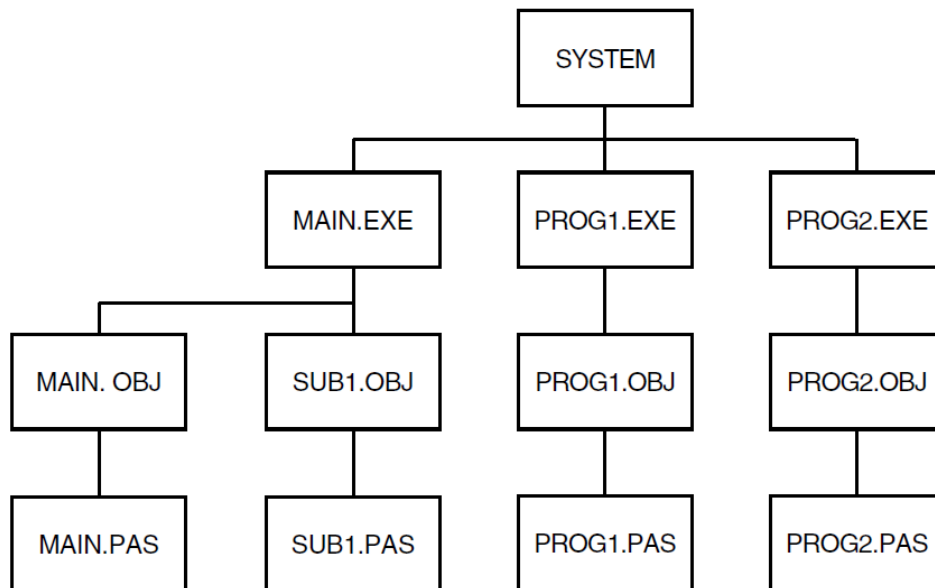 SYSTEM
MAIN.EXE
PROG1.EXE
PROG2.EXE
MAIN. OBJ
SUB1.OBJ
PROG1.OBJ
PROG2.OBJ
MAIN.PAS
SUB1.PAS
PROG1.PAS
PROG2.PAS